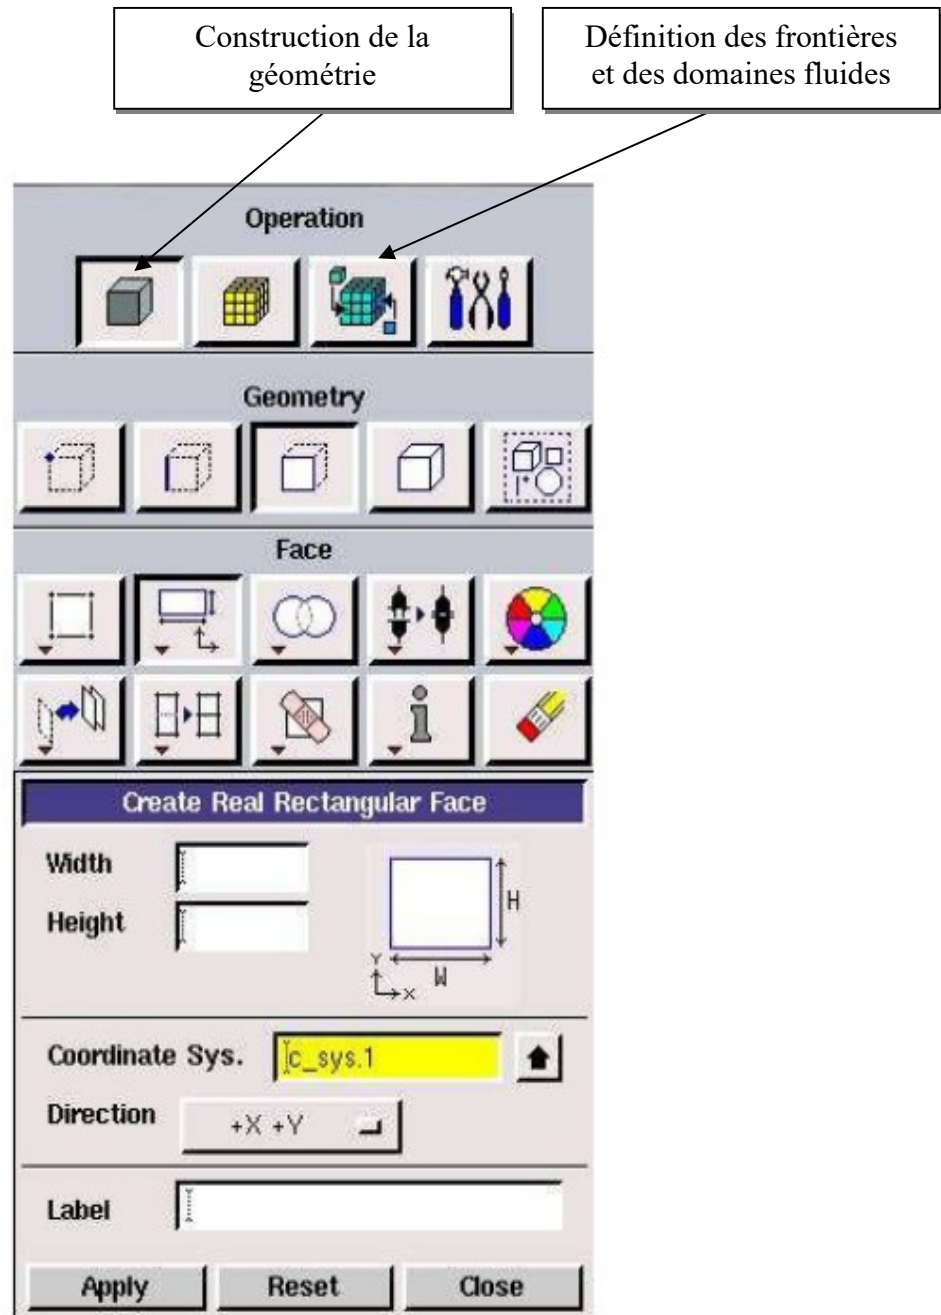 Construction de la
géométrie
Définition des frontières
et des domaines fluides
Operation
Geometry
Face
Create Real Rectangular Face
Width
Height
H
Y
W
X
Coordinate Sys. c_sys.1
Direction +X +Y
Label
Apply Reset Close